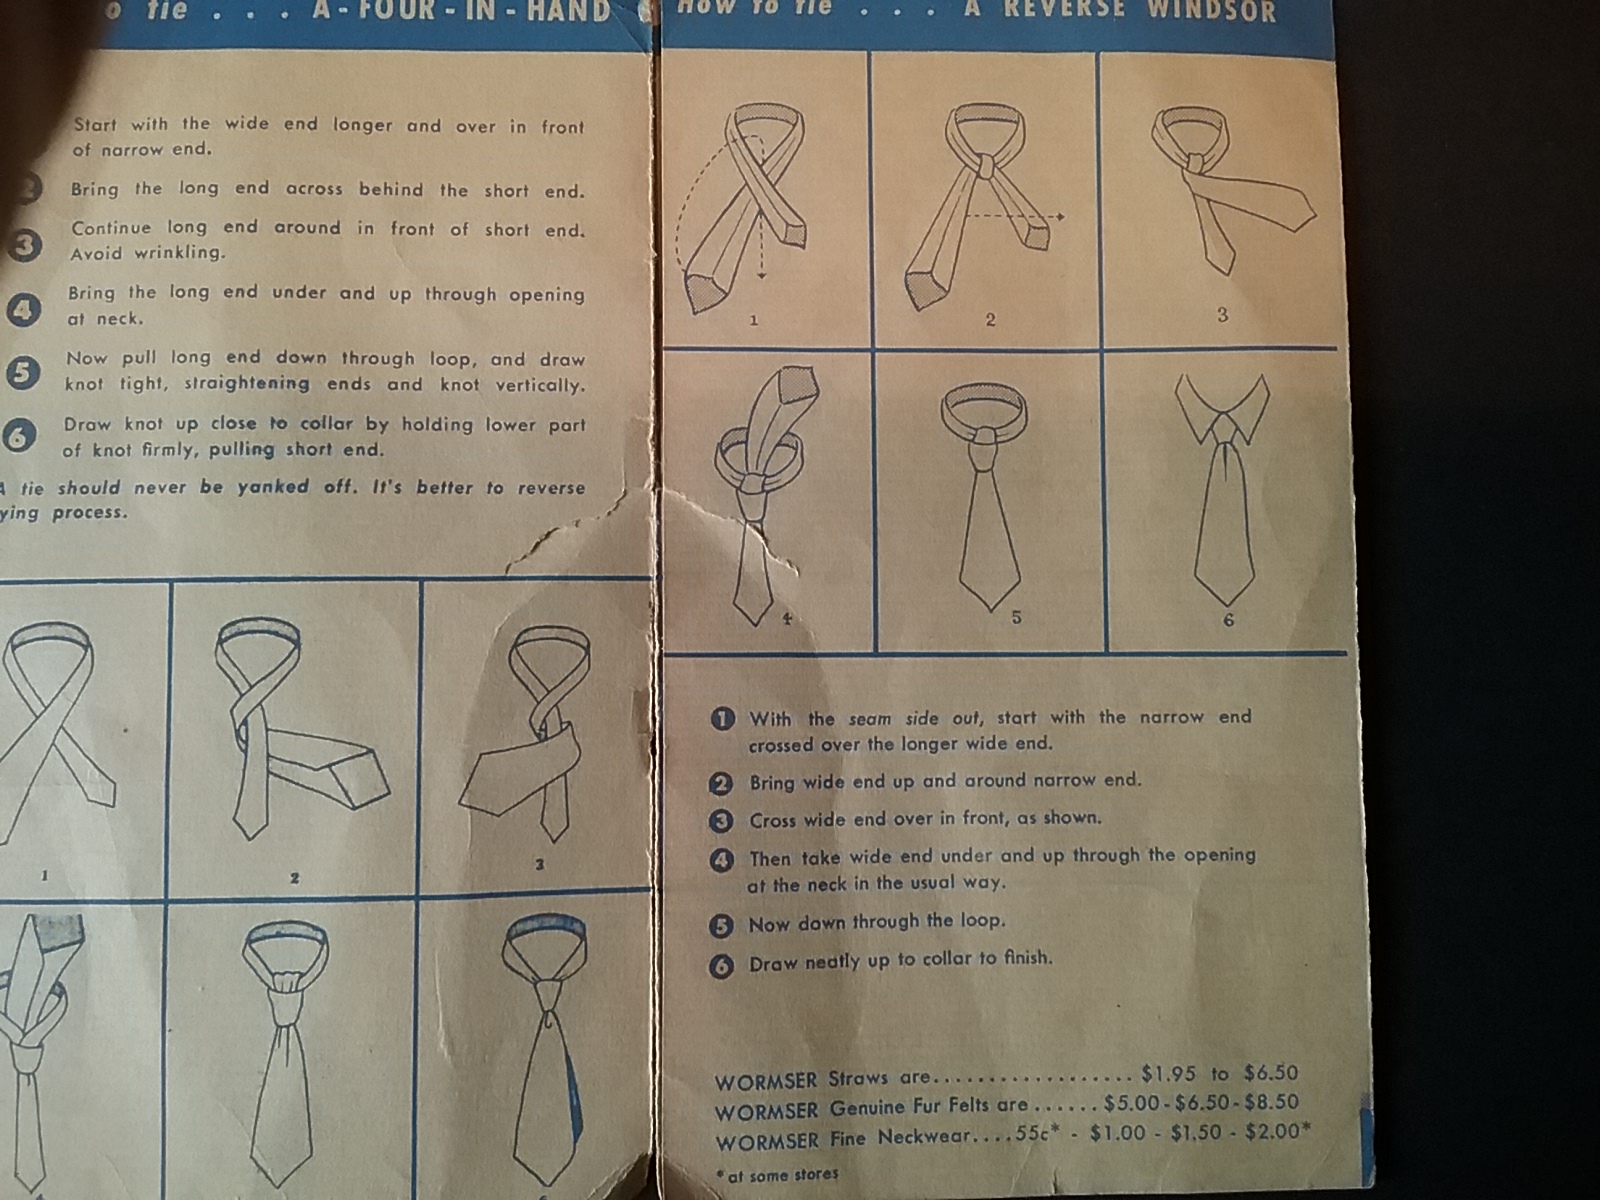 o tie . . . A-FOUR-IN-HAND
Start with the wide end longer and over in front
of narrow end.
2 Bring the long end across behind the short end.
3 Continue long end around in front of short end.
Avoid wrinkling.
4 Bring the long end under and up through opening
at neck.
5 Now pull long end down through loop, and draw
knot tight, straightening ends and knot vertically.
6 Draw knot up close to collar by holding lower part
of knot firmly, pulling short end.
A tie should never be yanked off. It's better to reverse
ying process.
1
2
3
How to tie . . . A REVERSE WINDSOR
1
2
3
4
5
6
1 With the seam side out, start with the narrow end
crossed over the longer wide end.
2 Bring wide end up and around narrow end.
3 Cross wide end over in front, as shown.
4 Then take wide end under and up through the opening
at the neck in the usual way.
5 Now down through the loop.
6 Draw neatly up to collar to finish.
WORMSER Straws are................... $1.95 to $6.50
WORMSER Genuine Fur Felts are ...... $5.00-$6.50-$8.50
WORMSER Fine Neckwear....55c* - $1.00 - $1.50 - $2.00*
*at some stores